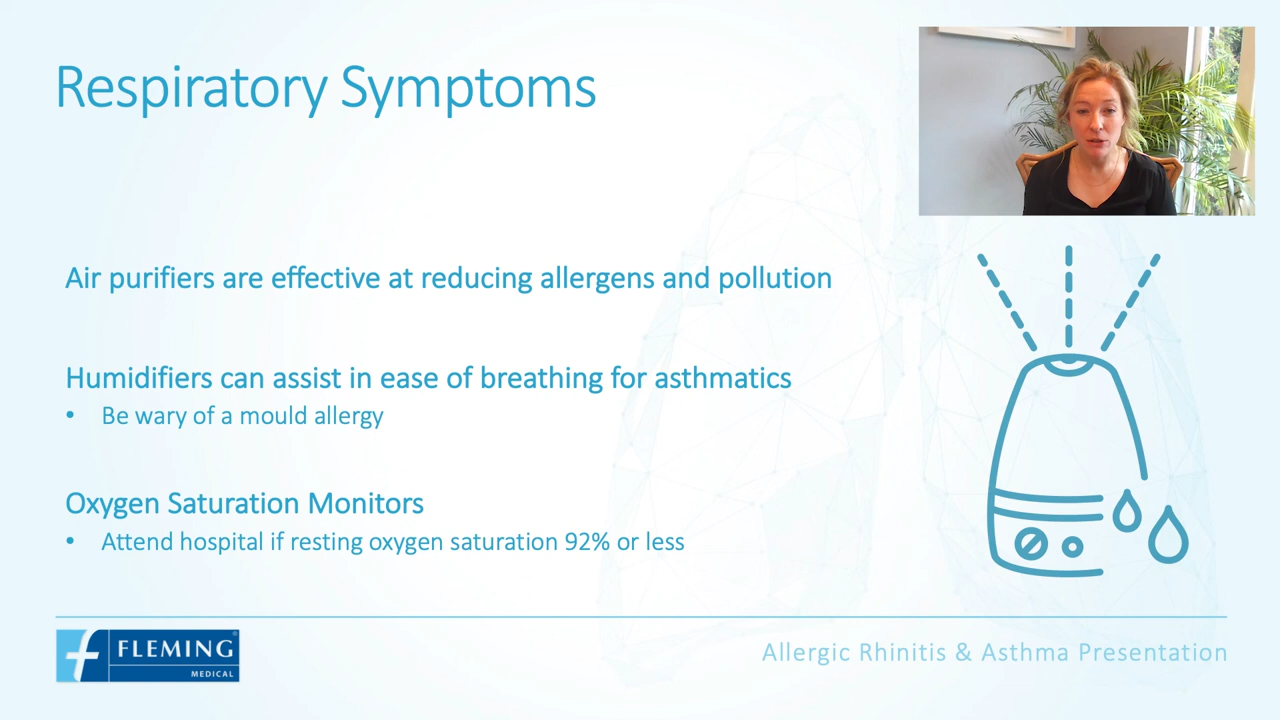 Respiratory Symptoms
Air purifiers are effective at reducing allergens and pollution
Humidifiers can assist in ease of breathing for asthmatics
• Be wary of a mould allergy
Oxygen Saturation Monitors
• Attend hospital if resting oxygen saturation 92% or less
FLEMING®
MEDICAL
Allergic Rhinitis & Asthma Presentation